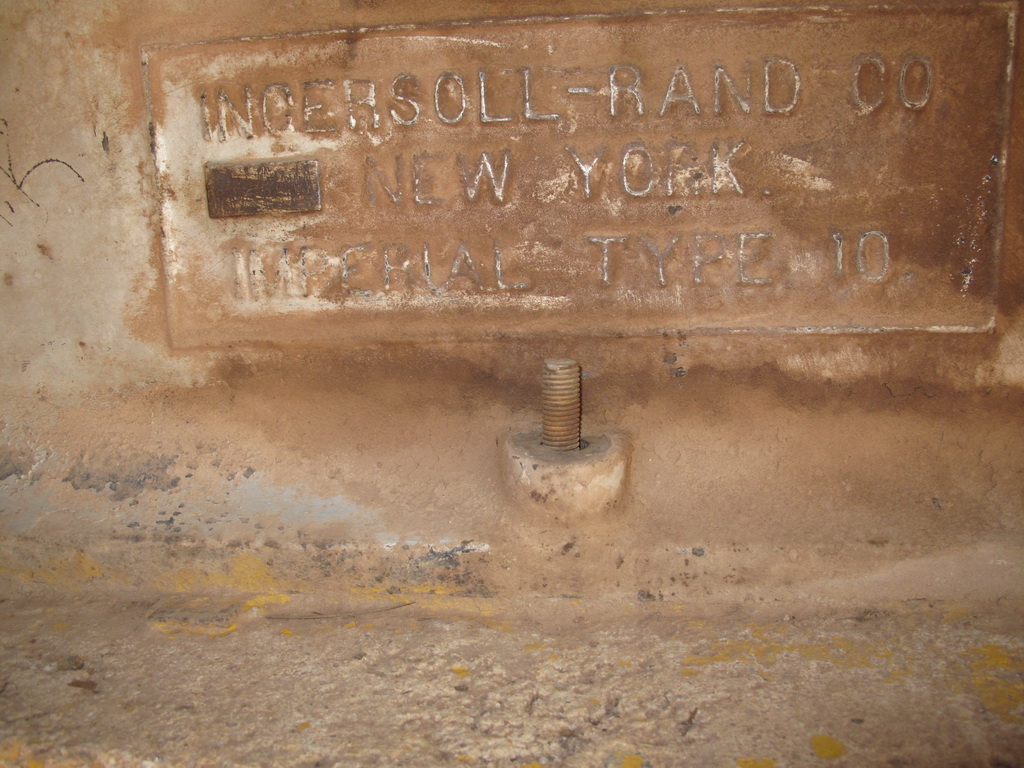 INGERSOLL-RAND CO
NEW YORK.
IMPERIAL TYPE 10.